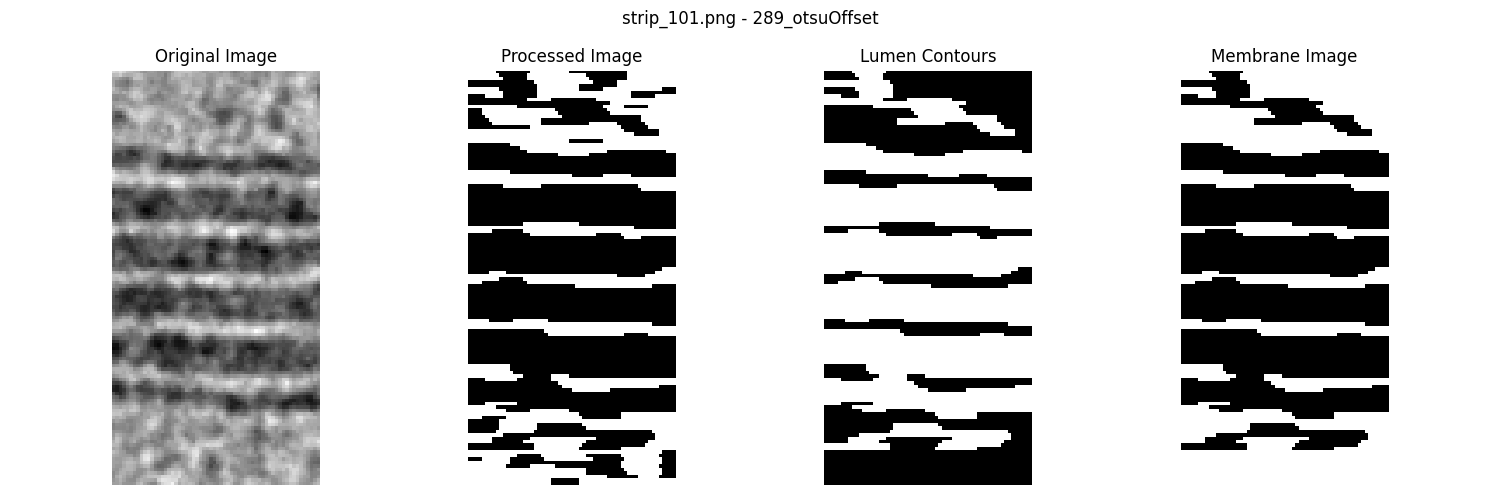 strip_101.png - 289_otsuOffset
Original Image
Processed Image
Lumen Contours
Membrane Image